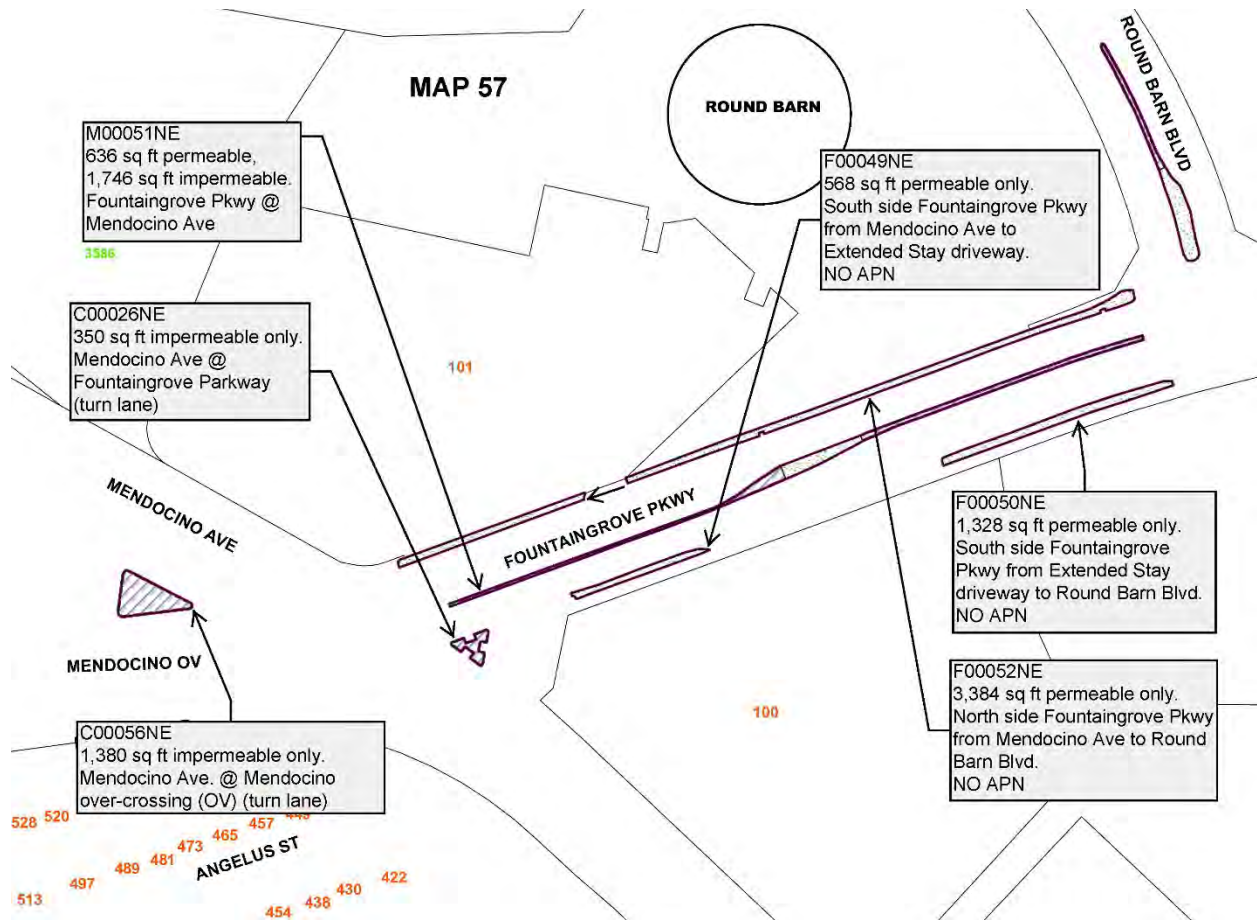 MAP 57
ROUND BARN
ROUND BARN BLVD
M00051NE
636 sq ft permeable,
1,746 sq ft impermeable.
Fountaingrove Pkwy @
Mendocino Ave
3586
F00049NE
568 sq ft permeable only.
South side Fountaingrove Pkwy
from Mendocino Ave to
Extended Stay driveway.
NO APN
C00026NE
350 sq ft impermeable only.
Mendocino Ave @
Fountaingrove Parkway
(turn lane)
101
MENDOCINO AVE
FOUNTAINGROVE PKWY
F00050NE
1,328 sq ft permeable only.
South side Fountaingrove
Pkwy from Extended Stay
driveway to Round Barn Blvd.
NO APN
MENDOCINO OV
F00052NE
3,384 sq ft permeable only.
North side Fountaingrove Pkwy
from Mendocino Ave to Round
Barn Blvd.
NO APN
100
C00056NE
1,380 sq ft impermeable only.
Mendocino Ave. @ Mendocino
over-crossing (OV) (turn lane)
528 520
513 497 489 481 473 465 457
ANGELUS ST
454 438 430 422